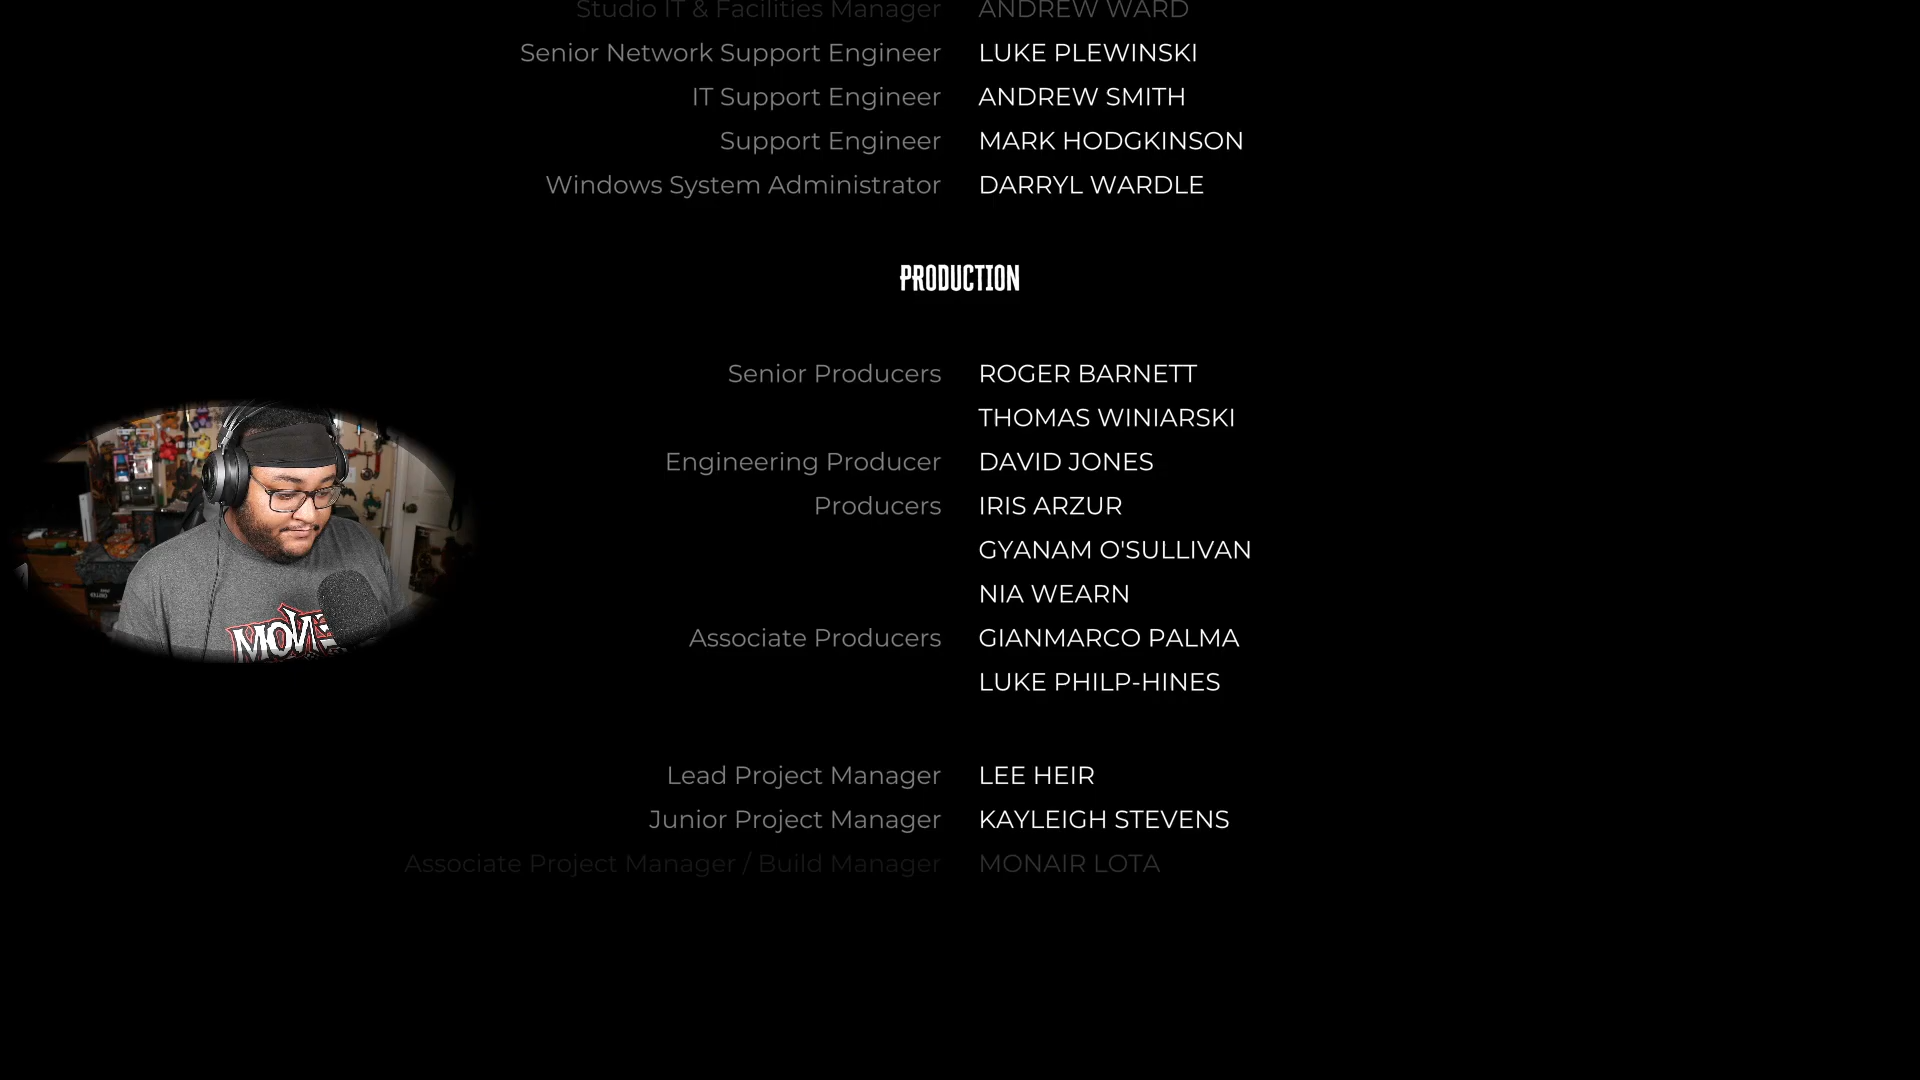 Studio IT & Facilities Manager ANDREW WARD
Senior Network Support Engineer LUKE PLEWINSKI
IT Support Engineer ANDREW SMITH
Support Engineer MARK HODGKINSON
Windows System Administrator DARRYL WARDLE
PRODUCTION
Senior Producers ROGER BARNETT
THOMAS WINIARSKI
Engineering Producer DAVID JONES
Producers IRIS ARZUR
GYANAM O'SULLIVAN
NIA WEARN
Associate Producers GIANMARCO PALMA
LUKE PHILP-HINES
Lead Project Manager LEE HEIR
Junior Project Manager KAYLEIGH STEVENS
Associate Project Manager / Build Manager MONAIR LOTA